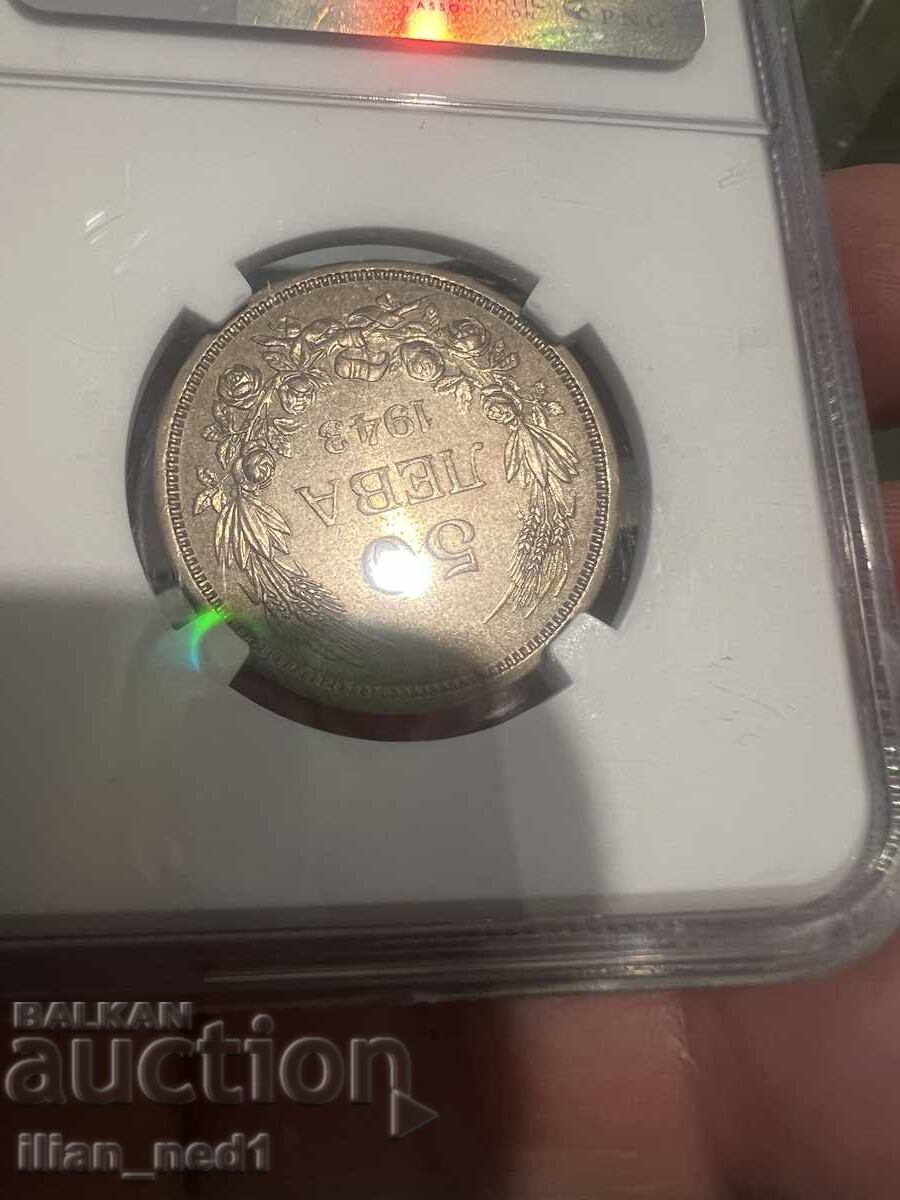 ASSOCIATION
PNG
50
ЛЕВА
1943
BALKAN
auction
ilian_ned1